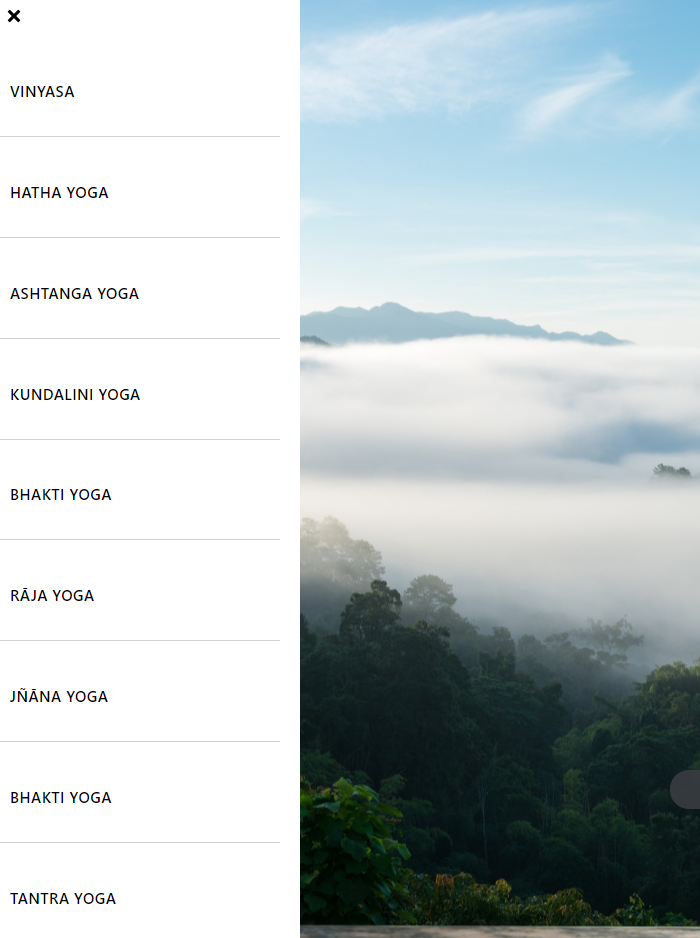 VINYASA
HATHA YOGA
ASHTANGA YOGA
KUNDALINI YOGA
BHAKTI YOGA
RĀJA YOGA
JÑĀNA YOGA
BHAKTI YOGA
TANTRA YOGA